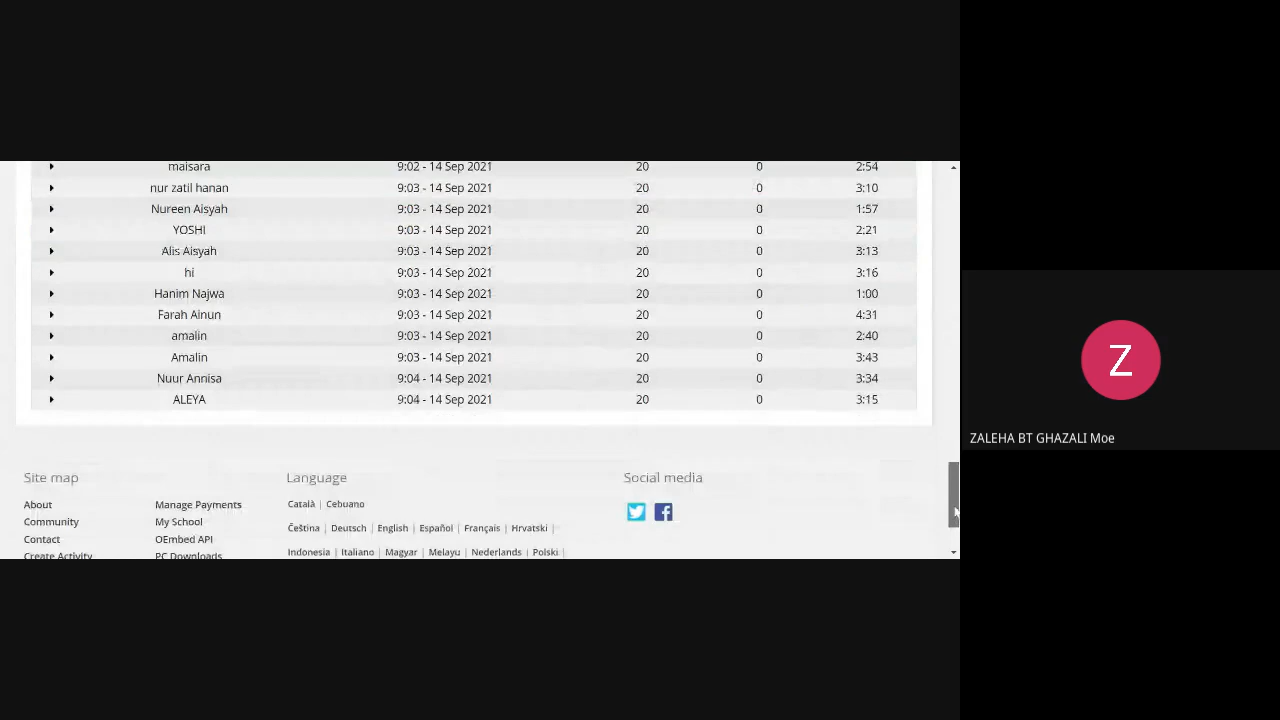 maisara 9:02 - 14 Sep 2021 20 0 2:54
nur zatil hanan 9:03 - 14 Sep 2021 20 0 3:10
Nureen Aisyah 9:03 - 14 Sep 2021 20 0 1:57
YOSHI 9:03 - 14 Sep 2021 20 0 2:21
Alis Aisyah 9:03 - 14 Sep 2021 20 0 3:13
hi 9:03 - 14 Sep 2021 20 0 3:16
Hanim Najwa 9:03 - 14 Sep 2021 20 0 1:00
Farah Ainun 9:03 - 14 Sep 2021 20 0 4:31
amalin 9:03 - 14 Sep 2021 20 0 2:40
Amalin 9:03 - 14 Sep 2021 20 0 3:43
Nuur Annisa 9:04 - 14 Sep 2021 20 0 3:34
ALEYA 9:04 - 14 Sep 2021 20 0 3:15
Site map
About
Community
Contact
Create Activity
Manage Payments
My School
OEmbed API
PC Downloads
Language
Català | Cebuano
Čeština | Deutsch | English | Español | Français | Hrvatski |
Indonesia | Italiano | Magyar | Melayu | Nederlands | Polski |
Social media
Z
ZALEHA BT GHAZALI Moe